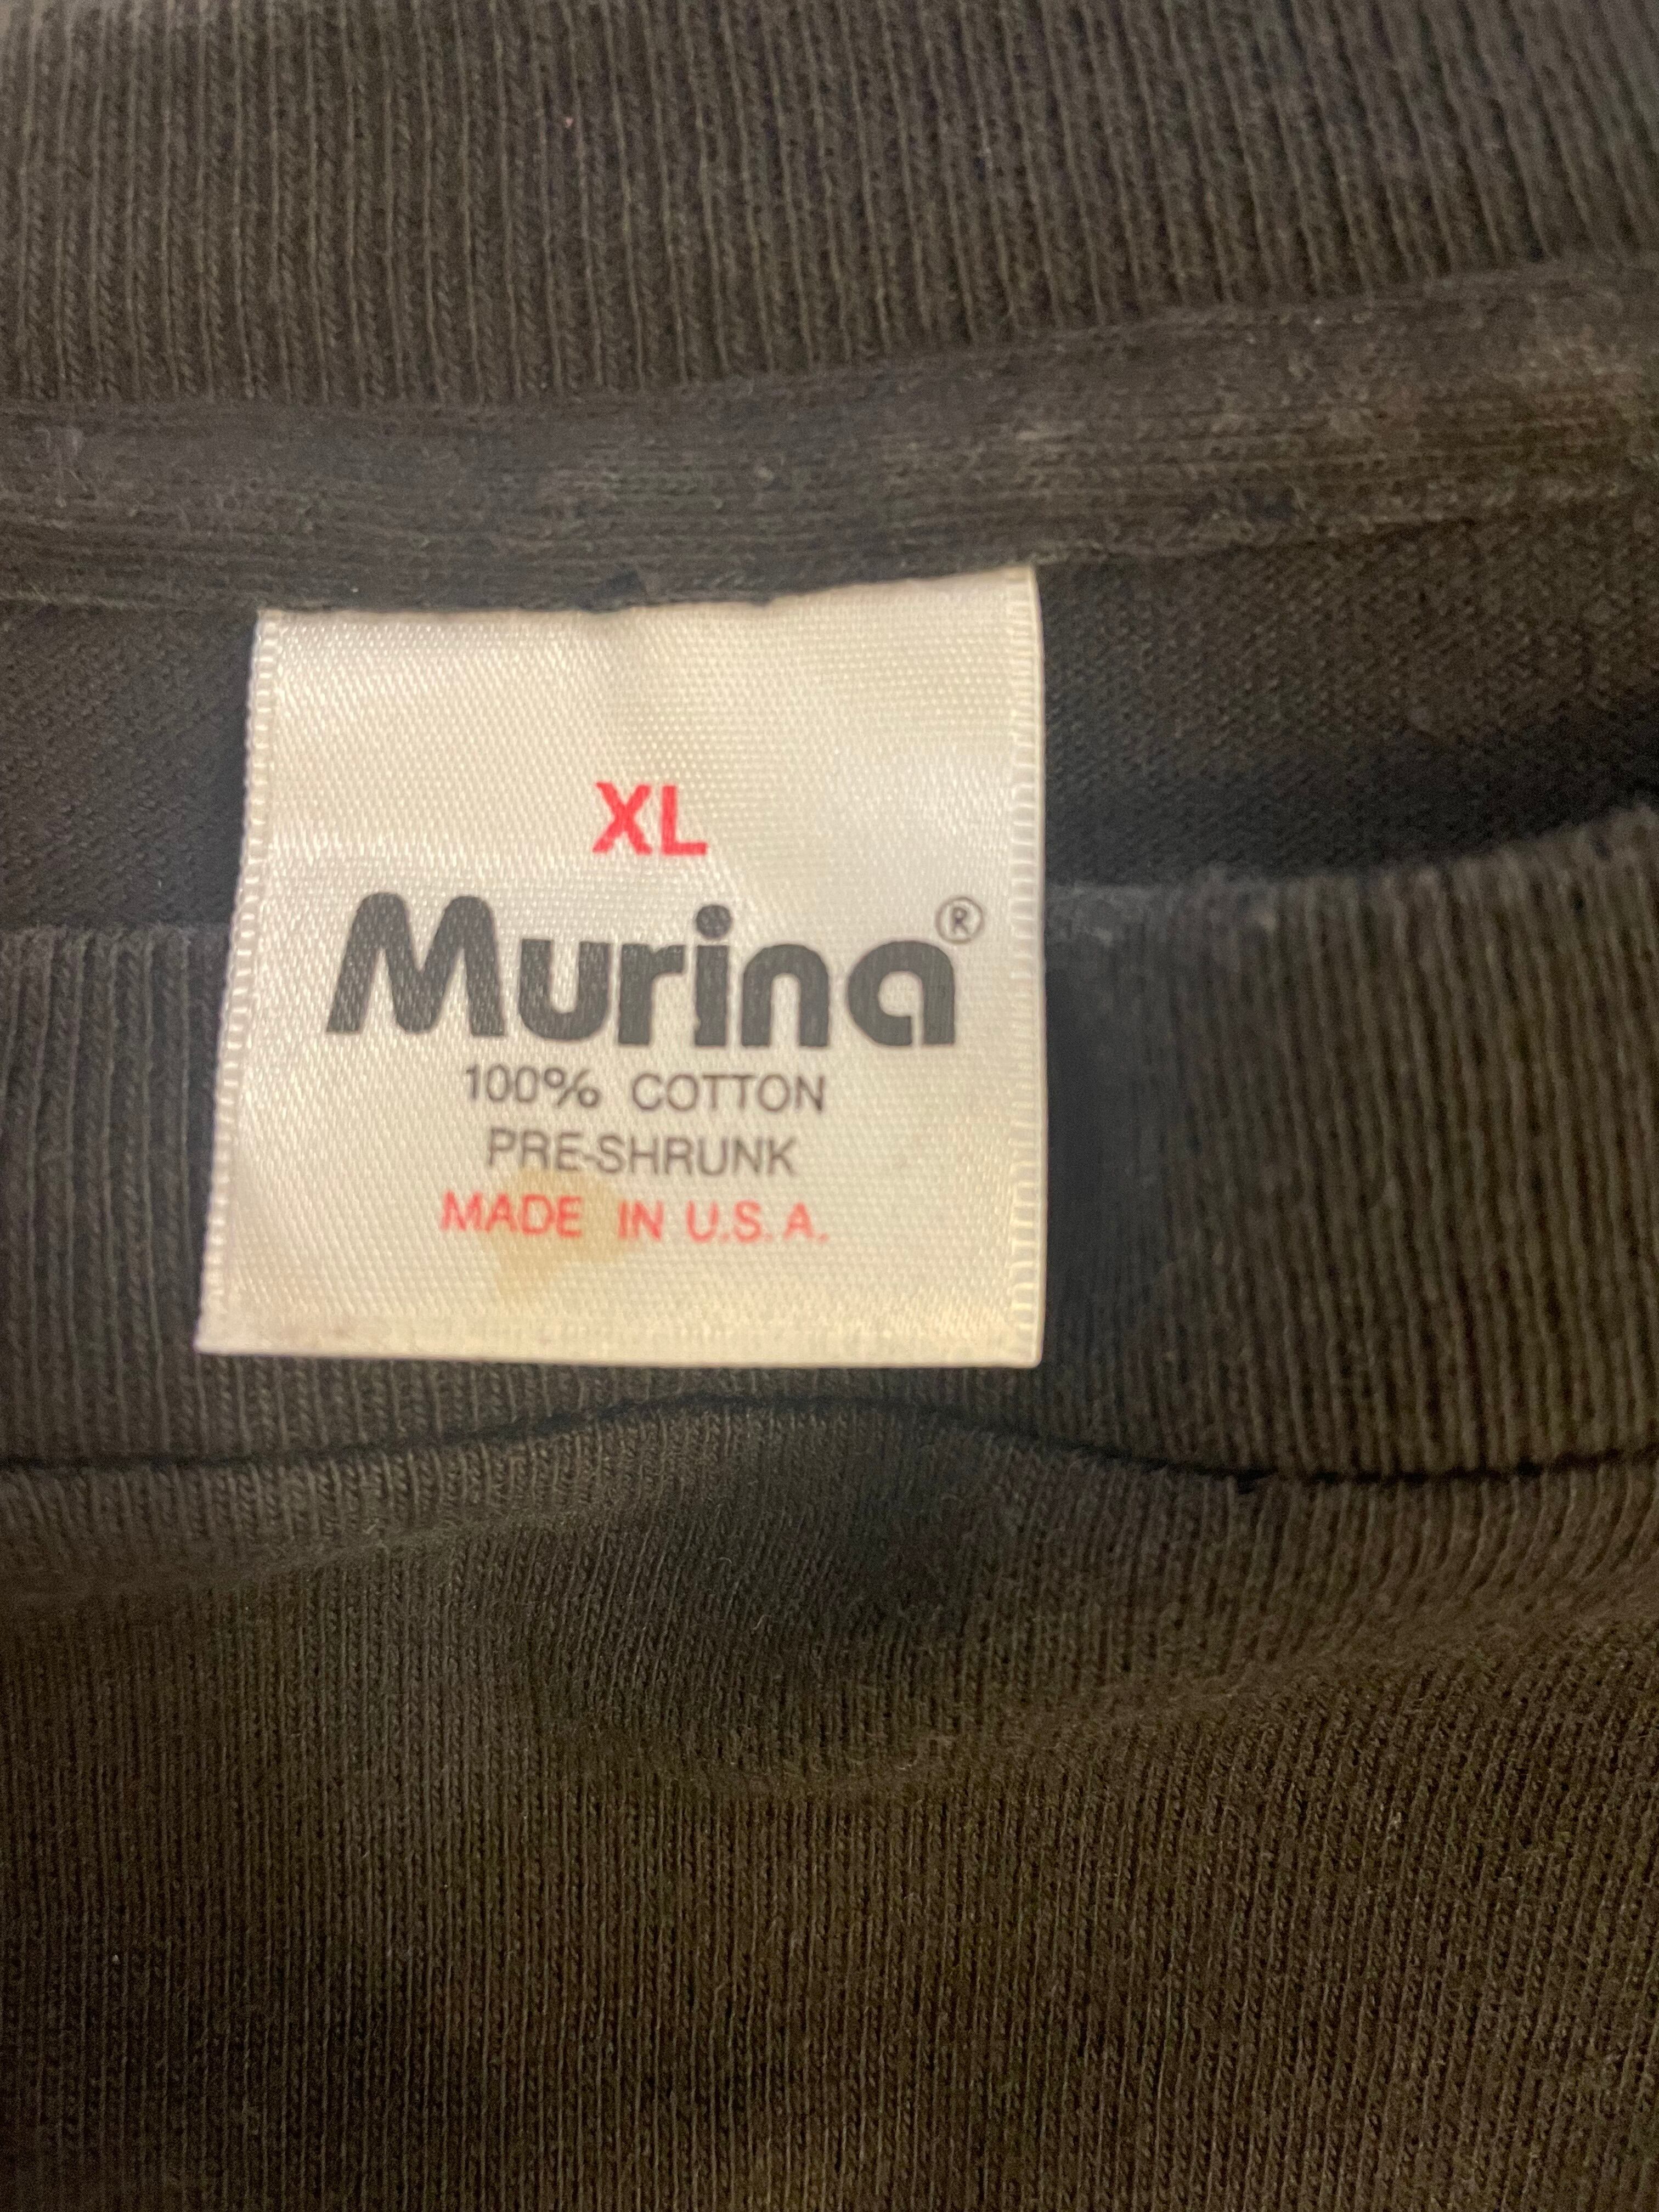 XL
Murina®
100% COTTON
PRE-SHRUNK
MADE IN U.S.A.